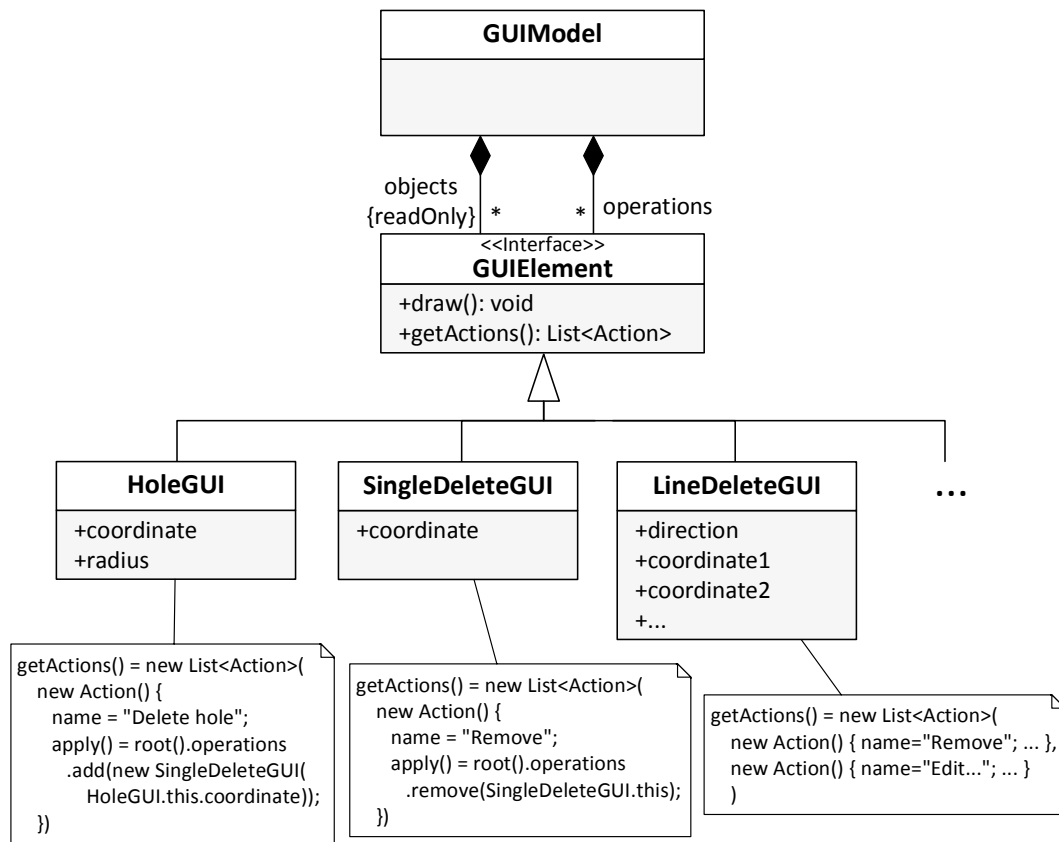 GUIModel
objects
{readOnly}
*
*
operations
<<Interface>>
GUIElement
+draw(): void
+getActions(): List<Action>
HoleGUI
+coordinate
+radius
SingleDeleteGUI
+coordinate
LineDeleteGUI
+direction
+coordinate1
+coordinate2
+...
...
getActions() = new List<Action>(
new Action() {
name = "Delete hole";
apply() = root().operations
.add(new SingleDeleteGUI(
HoleGUI.this.coordinate));
})
getActions() = new List<Action>(
new Action() {
name = "Remove";
apply() = root().operations
.remove(SingleDeleteGUI.this);
})
getActions() = new List<Action>(
new Action() { name="Remove"; ... },
new Action() { name="Edit..."; ... }
)